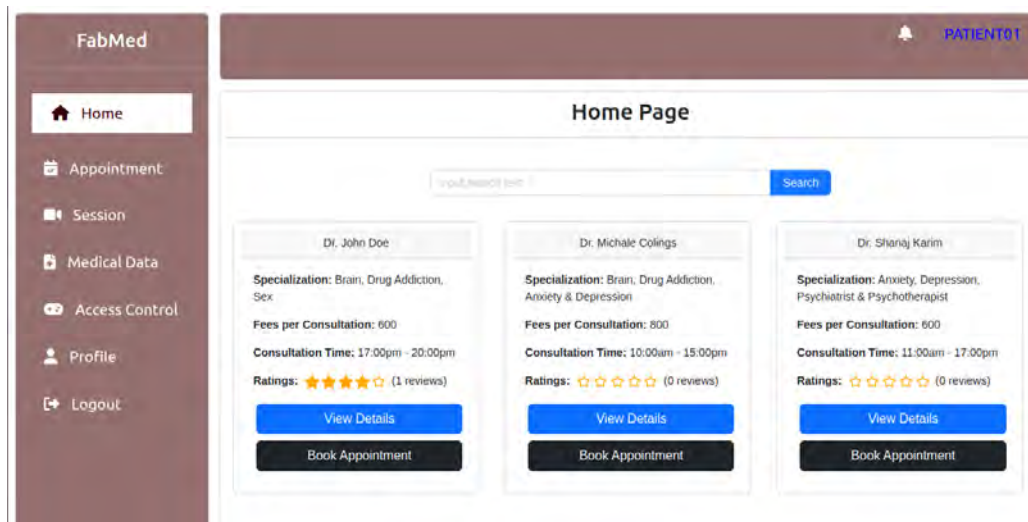 FabMed
PATIENT01
Home
Appointment
Session
Medical Data
Access Control
Profile
Logout
Home Page
input search text
Search
Dr. John Doe
Specialization: Brain, Drug Addiction,
Sex
Fees per Consultation: 600
Consultation Time: 17:00pm - 20:00pm
Ratings: (1 reviews)
View Details
Book Appointment
Dr. Michale Colings
Specialization: Brain, Drug Addiction,
Anxiety & Depression
Fees per Consultation: 800
Consultation Time: 10:00am - 15:00pm
Ratings: (0 reviews)
View Details
Book Appointment
Dr. Shanaj Karim
Specialization: Anxiety, Depression,
Psychiatrist & Psychotherapist
Fees per Consultation: 600
Consultation Time: 11:00am - 17:00pm
Ratings: (0 reviews)
View Details
Book Appointment